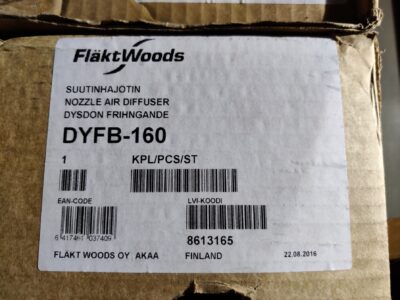 FläktWoods
SUUTINHAJOTIN
NOZZLE AIR DIFFUSER
DYSDON FRIHNGANDE
DYFB-160
1 KPL/PCS/ST
EAN-CODE LVI-KOODI
8613165
FLÄKT WOODS OY AKAA FINLAND 22.08.2016